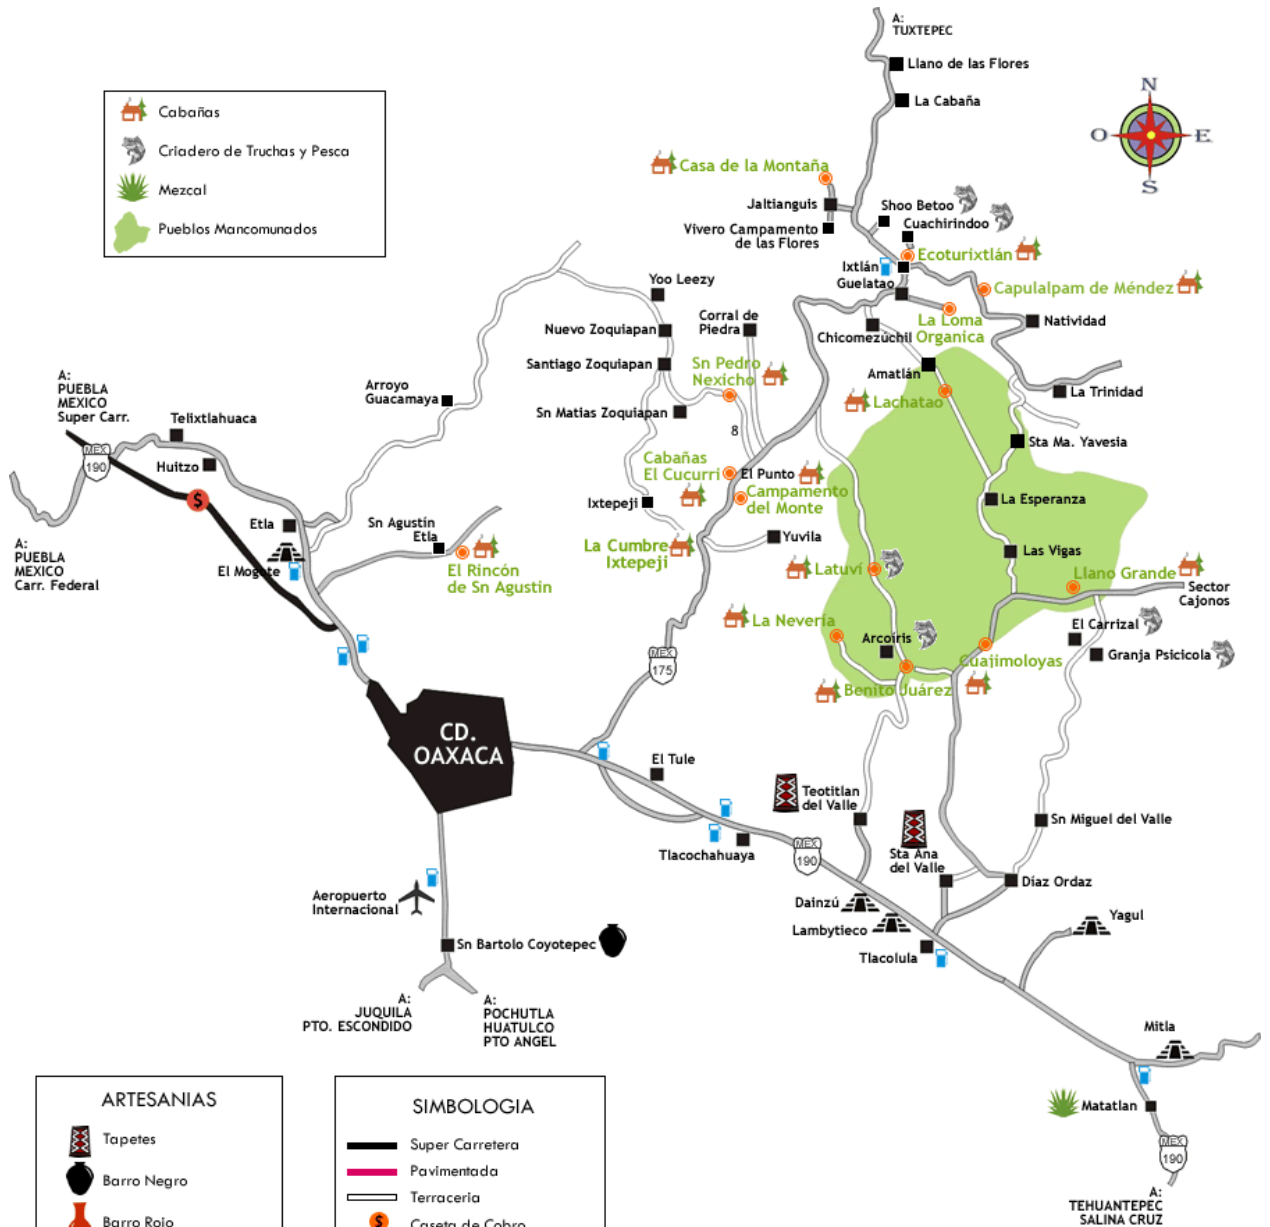 A:
TUXTEPEC
Llano de las Flores
La Cabaña
N
O
E
S
Cabañas
Criadero de Truchas y Pesca
Mezcal
Pueblos Mancomunados
Casa de la Montaña
Jaltianguis
Vivero Campamento
de las Flores
Shoo Betoo
Cuachirindoo
Ecoturixtlán
Ixtlán
Guelatao
Capulalpam de Méndez
La Loma
Organica
Natividad
Chicomezúchil
Amatlán
Lachatao
La Trinidad
Sta Ma. Yavesia
La Esperanza
Las Vigas
Llano Grande
Sector
Cajonos
El Carrizal
Granja Psicicola
Yoo Leezy
Nuevo Zoquiapan
Corral de
Piedra
Santiago Zoquiapan
Sn Pedro
Nexicho
Sn Matias Zoquiapan
8
Arroyo
Guacamaya
A:
PUEBLA
MEXICO
Super Carr.
Telixtlahuaca
MEX
190
Huitzo
$
A:
PUEBLA
MEXICO
Carr. Federal
Etla
El Mogote
Sn Agustín
Etla
El Rincón
de Sn Agustin
Cabañas
El Cucurri
El Punto
Campamento
del Monte
Ixtepeji
La Cumbre
Ixtepeji
Yuvila
Latuví
La Nevería
Arcoíris
Cuajimoloyas
Benito Juárez
MEX
175
CD.
OAXACA
El Tule
Teotitlan
del Valle
Tlacochahuaya
MEX
190
Sta Ana
del Valle
Sn Miguel del Valle
Díaz Ordaz
Dainzú
Lambytieco
Tlacolula
Yagul
Aeropuerto
Internacional
Sn Bartolo Coyotepec
A:
JUQUILA
PTO. ESCONDIDO
A:
POCHUTLA
HUATULCO
PTO ANGEL
Mitla
Matatlan
MEX
190
A:
TEHUANTEPEC
SALINA CRUZ
ARTESANIAS
Tapetes
Barro Negro
Barro Rojo
SIMBOLOGIA
Super Carretera
Pavimentada
Terraceria
$
Caseta de Cobro